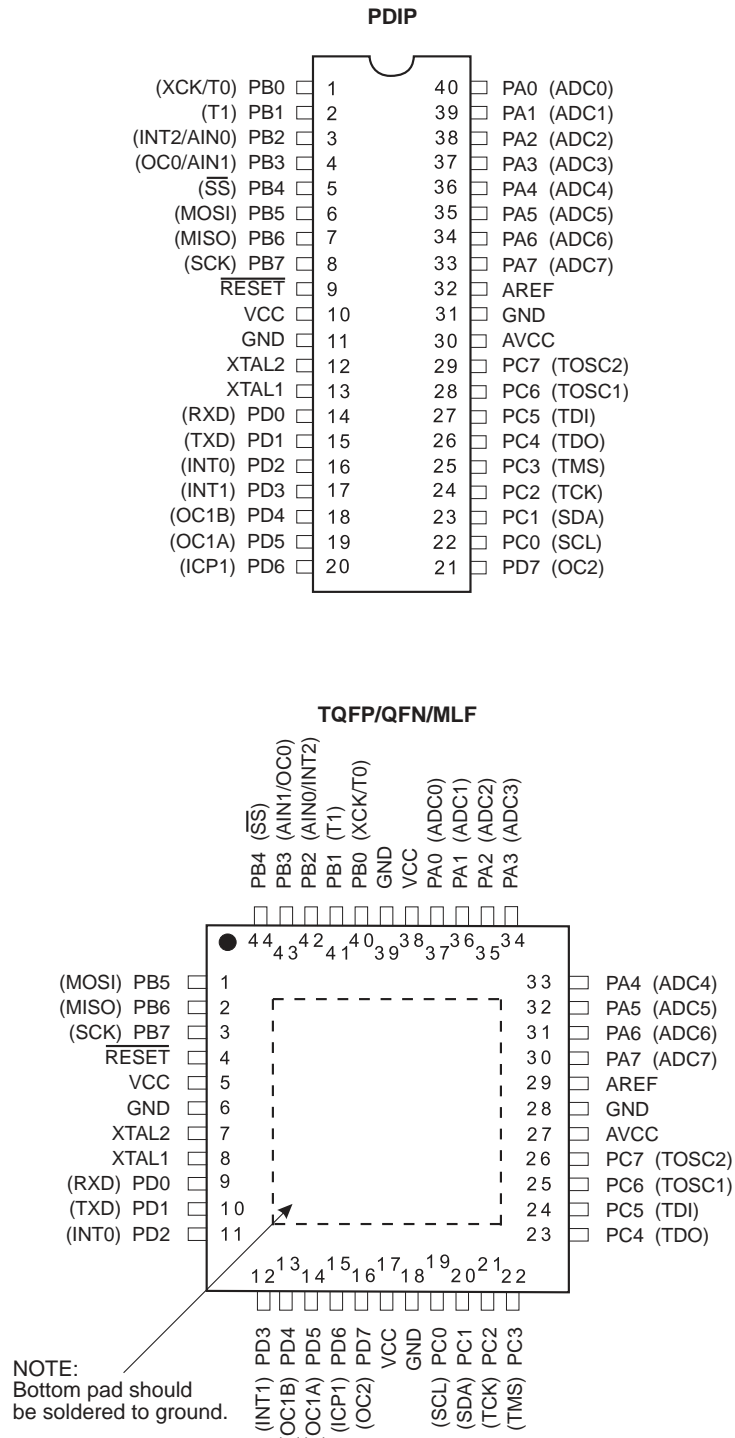 PDIP
(XCK/T0) PB0 1 40 PA0 (ADC0)
(T1) PB1 2 39 PA1 (ADC1)
(INT2/AIN0) PB2 3 38 PA2 (ADC2)
(OC0/AIN1) PB3 4 37 PA3 (ADC3)
(SS) PB4 5 36 PA4 (ADC4)
(MOSI) PB5 6 35 PA5 (ADC5)
(MISO) PB6 7 34 PA6 (ADC6)
(SCK) PB7 8 33 PA7 (ADC7)
RESET 9 32 AREF
VCC 10 31 GND
GND 11 30 AVCC
XTAL2 12 29 PC7 (TOSC2)
XTAL1 13 28 PC6 (TOSC1)
(RXD) PD0 14 27 PC5 (TDI)
(TXD) PD1 15 26 PC4 (TDO)
(INT0) PD2 16 25 PC3 (TMS)
(INT1) PD3 17 24 PC2 (TCK)
(OC1B) PD4 18 23 PC1 (SDA)
(OC1A) PD5 19 22 PC0 (SCL)
(ICP1) PD6 20 21 PD7 (OC2)
TQFP/QFN/MLF
PB4 (SS)
PB3 (AIN1/OC0)
PB2 (AIN0/INT2)
PB1 (T1)
PB0 (XCK/T0)
GND
VCC
PA0 (ADC0)
PA1 (ADC1)
PA2 (ADC2)
PA3 (ADC3)
44 43 42 41 40 39 38 37 36 35 34
(MOSI) PB5 1 33 PA4 (ADC4)
(MISO) PB6 2 32 PA5 (ADC5)
(SCK) PB7 3 31 PA6 (ADC6)
RESET 4 30 PA7 (ADC7)
VCC 5 29 AREF
GND 6 28 GND
XTAL2 7 27 AVCC
XTAL1 8 26 PC7 (TOSC2)
(RXD) PD0 9 25 PC6 (TOSC1)
(TXD) PD1 10 24 PC5 (TDI)
(INT0) PD2 11 23 PC4 (TDO)
12 13 14 15 16 17 18 19 20 21 22
(INT1) PD3
(OC1B) PD4
(OC1A) PD5
(ICP1) PD6
(OC2) PD7
VCC
GND
(SCL) PC0
(SDA) PC1
(TCK) PC2
(TMS) PC3
NOTE:
Bottom pad should
be soldered to ground.